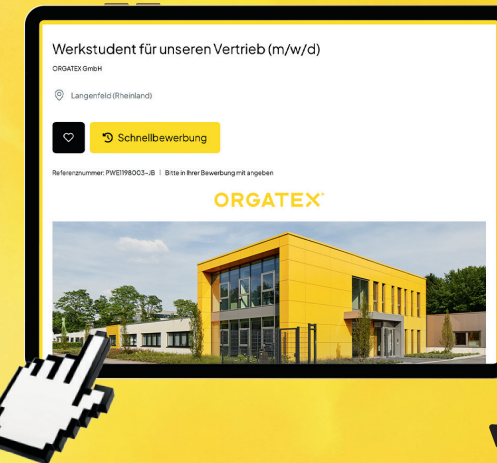 Werkstudent für unseren Vertrieb (m/w/d)
ORGATEX GmbH
Langenfeld (Rheinland)
Schnellbewerbung
Referenznummer: PWE1198003-JB | Bitte in Ihrer Bewerbung mit angeben
ORGATEX